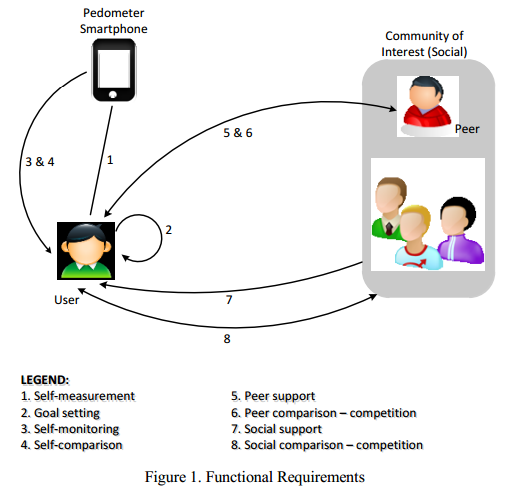 Pedometer
Smartphone
Community of
Interest (Social)
Peer
5 & 6
3 & 4
1
2
User
7
8
LEGEND:
1. Self-measurement
2. Goal setting
3. Self-monitoring
4. Self-comparison
5. Peer support
6. Peer comparison – competition
7. Social support
8. Social comparison – competition
Figure 1. Functional Requirements